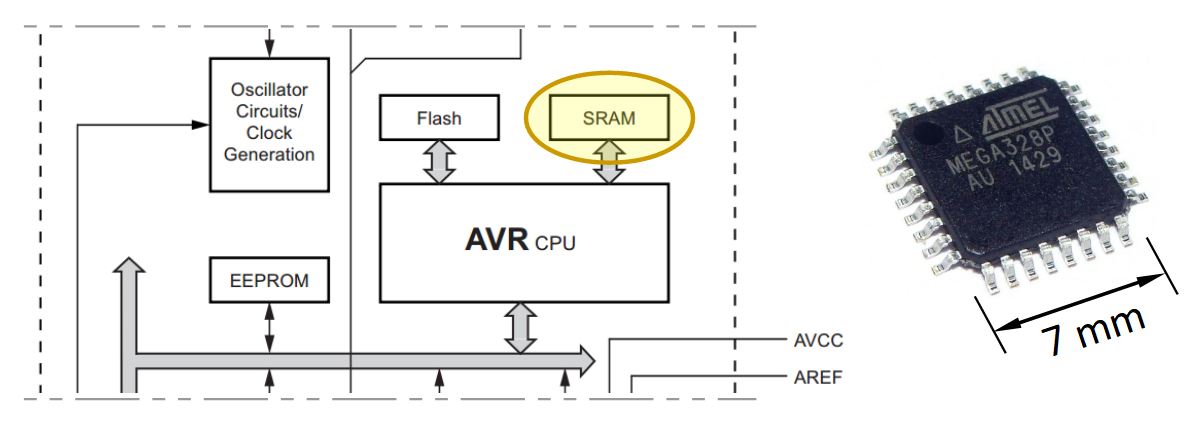 Oscillator
Circuits/
Clock
Generation
Flash
SRAM
AVR CPU
EEPROM
AVCC
AREF
ATMEL
MEGA328P
AU 1429
7 mm